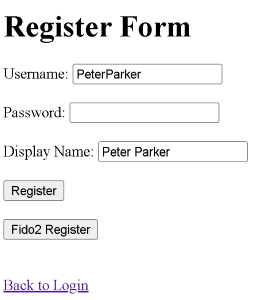 Register Form
Username: PeterParker
Password:
Display Name: Peter Parker
Register
Fido2 Register
Back to Login